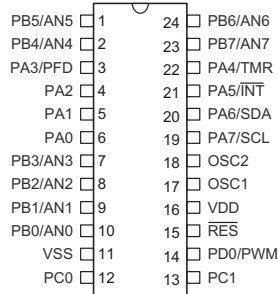 PB5/AN5 1 24 PB6/AN6
PB4/AN4 2 23 PB7/AN7
PA3/PFD 3 22 PA4/TMR
PA2 4 21 PA5/I̅N̅T̅
PA1 5 20 PA6/SDA
PA0 6 19 PA7/SCL
PB3/AN3 7 18 OSC2
PB2/AN2 8 17 OSC1
PB1/AN1 9 16 VDD
PB0/AN0 10 15 R̅E̅S̅
VSS 11 14 PD0/PWM
PC0 12 13 PC1